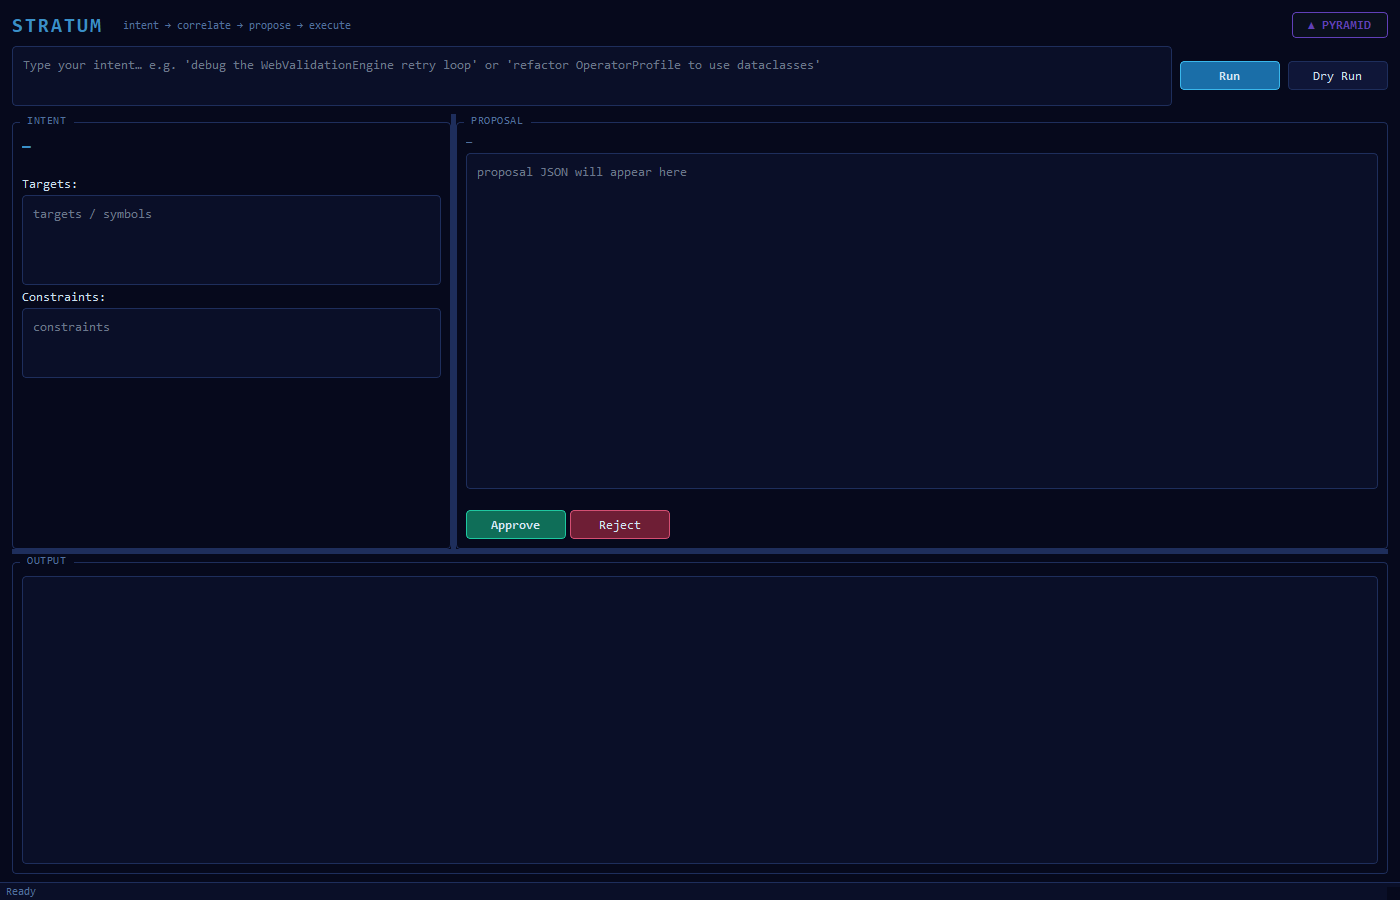 STRATUM intent → correlate → propose → execute ▲ PYRAMID
Type your intent… e.g. 'debug the WebValidationEngine retry loop' or 'refactor OperatorProfile to use dataclasses'
Run Dry Run
INTENT
—
Targets:
targets / symbols
Constraints:
constraints
PROPOSAL
—
proposal JSON will appear here
Approve Reject
OUTPUT
Ready